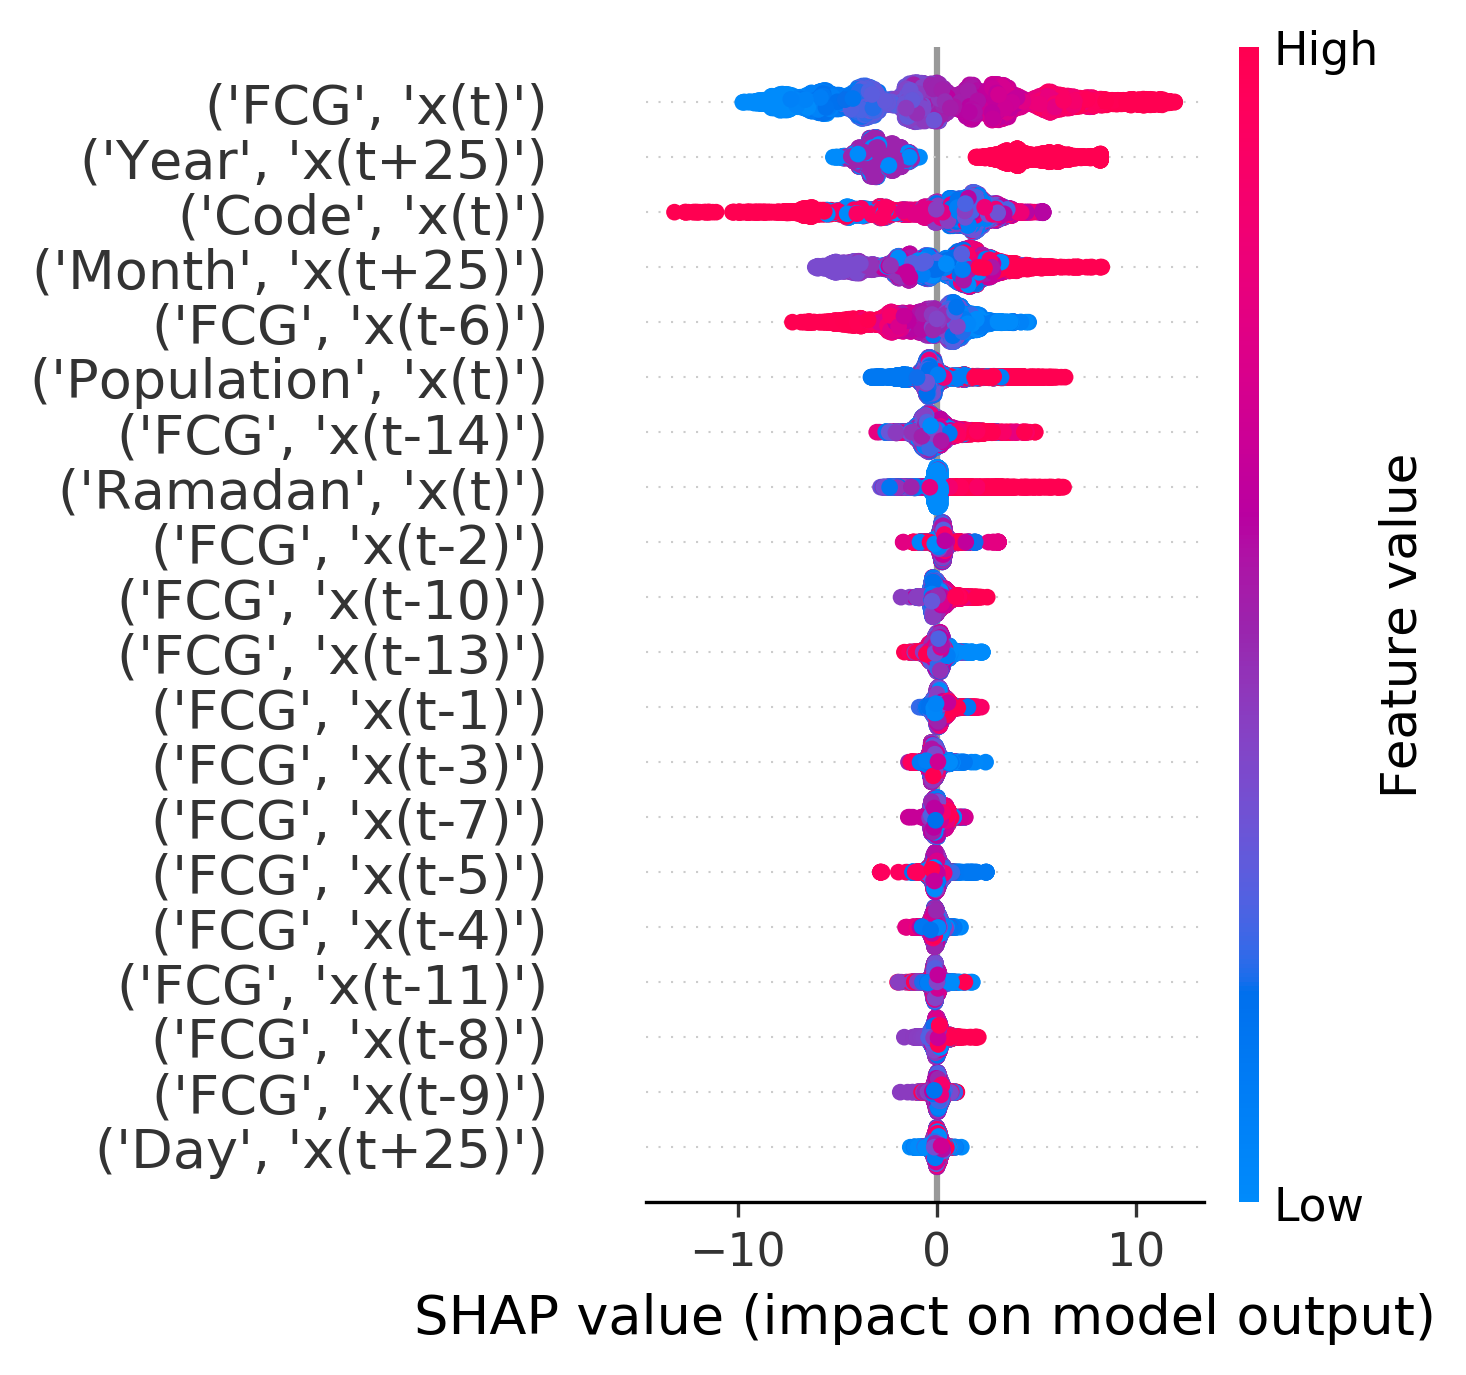 High
('FCG', 'x(t)')
('Year', 'x(t+25)')
('Code', 'x(t)')
('Month', 'x(t+25)')
('FCG', 'x(t-6)')
('Population', 'x(t)')
('FCG', 'x(t-14)')
('Ramadan', 'x(t)')
('FCG', 'x(t-2)')
('FCG', 'x(t-10)')
('FCG', 'x(t-13)')
('FCG', 'x(t-1)')
('FCG', 'x(t-3)')
('FCG', 'x(t-7)')
('FCG', 'x(t-5)')
('FCG', 'x(t-4)')
('FCG', 'x(t-11)')
('FCG', 'x(t-8)')
('FCG', 'x(t-9)')
('Day', 'x(t+25)')
Feature value
Low
−10 0 10
SHAP value (impact on model output)